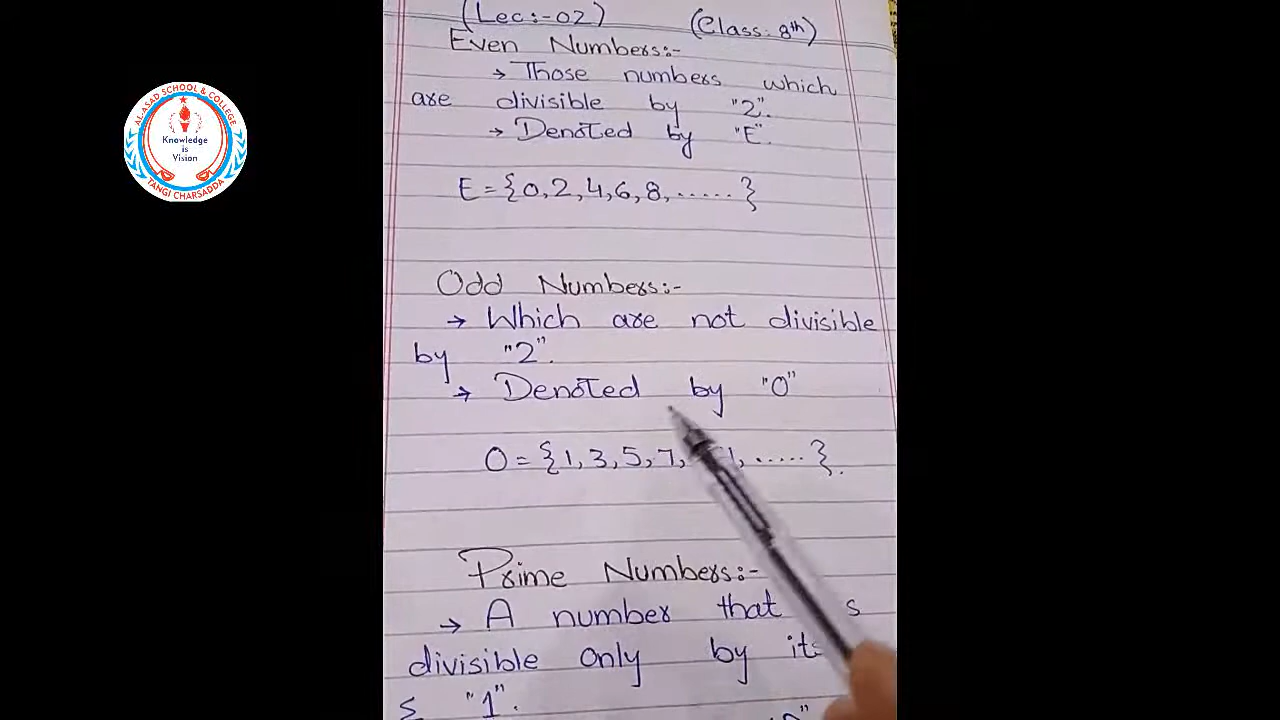 (Lec:-02) (Class: 8th)
Even Numbers:-
→ Those numbers which
are divisible by "2".
→ Denoted by "E".
E = {0, 2, 4, 6, 8, ......}
Odd Numbers:-
→ Which are not divisible
by "2".
→ Denoted by "O"
O = {1, 3, 5, 7, ..... }.
Prime Numbers:-
→ A number that
divisible only by
& "1".
AL-ASAD SCHOOL & COLLEGE
Knowledge
is
Vision
TANGI CHARSADDA